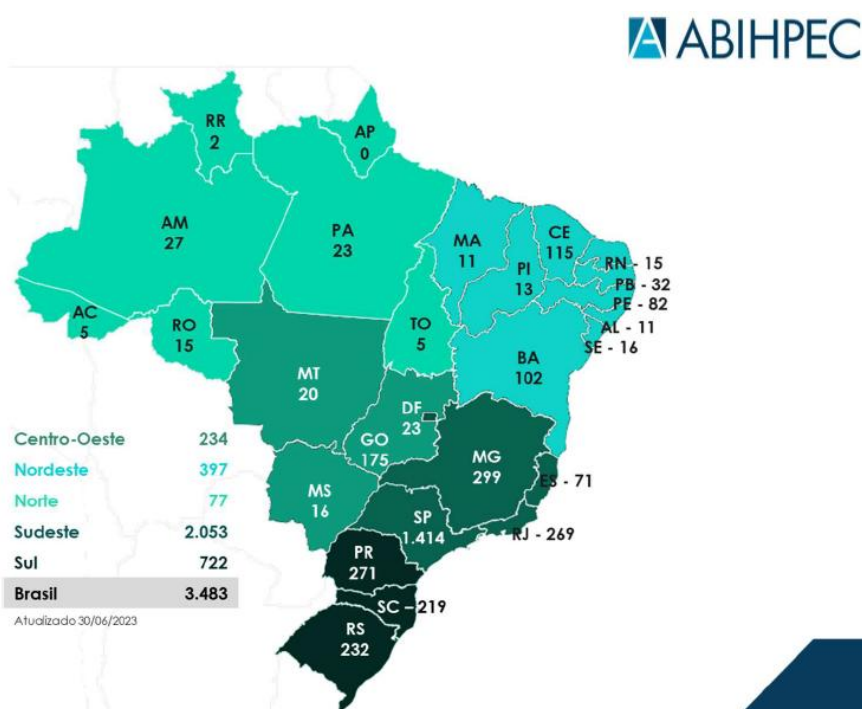 ABIHPEC
RR
2
AP
0
AM
27
PA
23
MA
11
CE
115
PI
13
RN - 15
PB - 32
PE - 82
AL - 11
SE - 16
AC
5
RO
15
TO
5
BA
102
MT
20
DF
23
GO
175
MG
299
ES - 71
MS
16
SP
1.414
RJ - 269
PR
271
SC – 219
RS
232
Centro-Oeste 234
Nordeste 397
Norte 77
Sudeste 2.053
Sul 722
Brasil 3.483
Atualizado 30/06/2023